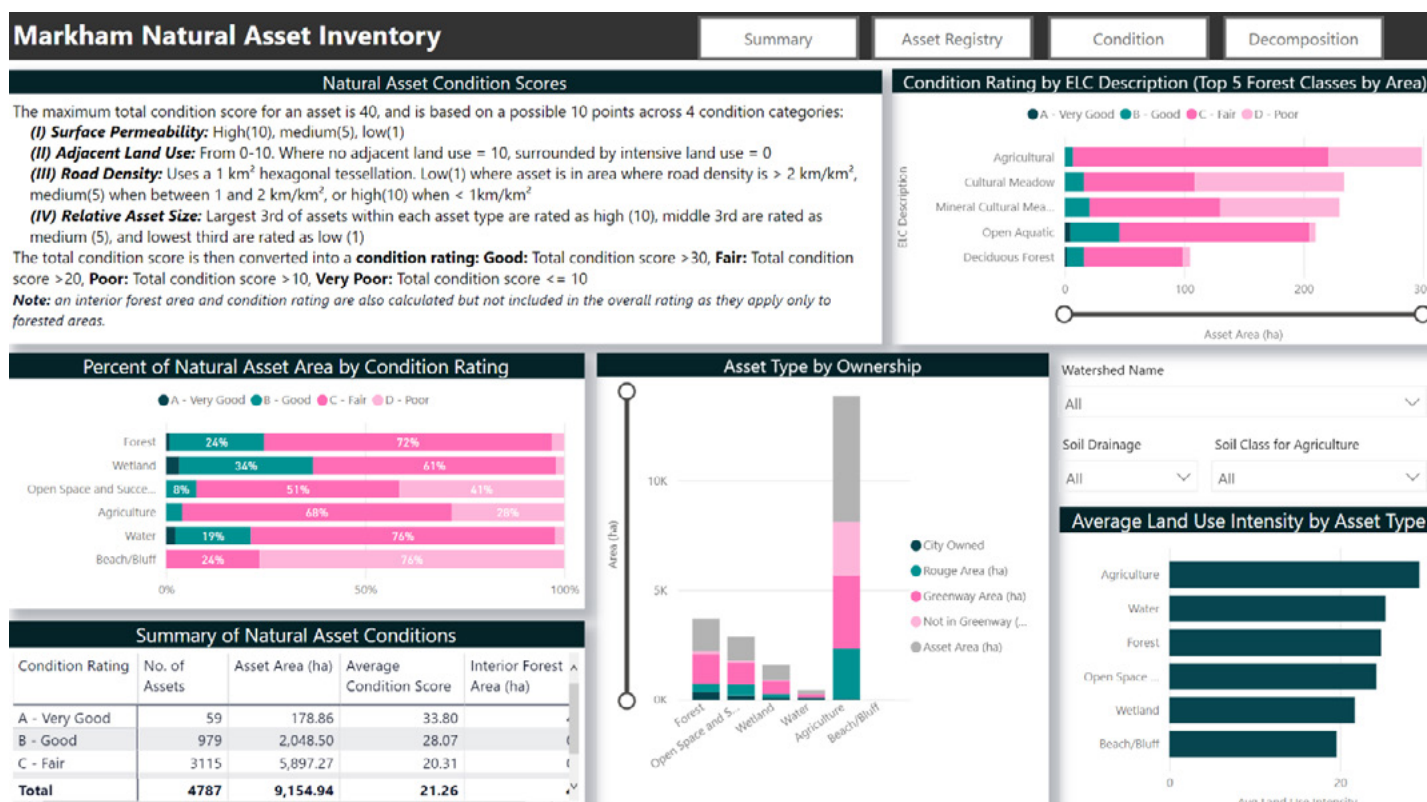 Markham Natural Asset Inventory
Summary
Asset Registry
Condition
Decomposition
Natural Asset Condition Scores
The maximum total condition score for an asset is 40, and is based on a possible 10 points across 4 condition categories:
(I) Surface Permeability: High(10), medium(5), low(1)
(II) Adjacent Land Use: From 0-10. Where no adjacent land use = 10, surrounded by intensive land use = 0
(III) Road Density: Uses a 1 km² hexagonal tessellation. Low(1) where asset is in area where road density is > 2 km/km²,
medium(5) when between 1 and 2 km/km², or high(10) when < 1km/km²
(IV) Relative Asset Size: Largest 3rd of assets within each asset type are rated as high (10), middle 3rd are rated as
medium (5), and lowest third are rated as low (1)
The total condition score is then converted into a condition rating: Good: Total condition score >30, Fair: Total condition
score >20, Poor: Total condition score >10, Very Poor: Total condition score <= 10
Note: an interior forest area and condition rating are also calculated but not included in the overall rating as they apply only to
forested areas.
Condition Rating by ELC Description (Top 5 Forest Classes by Area)
A - Very Good B - Good C - Fair D - Poor
ELC Description
Agricultural
Cultural Meadow
Mineral Cultural Mea...
Open Aquatic
Deciduous Forest
0 100 200 300
Asset Area (ha)
Percent of Natural Asset Area by Condition Rating
A - Very Good B - Good C - Fair D - Poor
Forest 24% 72%
Wetland 34% 61%
Open Space and Succe... 8% 51% 41%
Agriculture 68% 28%
Water 19% 76%
Beach/Bluff 24% 76%
0% 50% 100%
Asset Type by Ownership
Area (ha)
10K
5K
0K
Forest
Open Space and S...
Wetland
Water
Agriculture
Beach/Bluff
City Owned
Rouge Area (ha)
Greenway Area (ha)
Not in Greenway (...
Asset Area (ha)
Watershed Name
All
Soil Drainage
All
Soil Class for Agriculture
All
Average Land Use Intensity by Asset Type
Agriculture
Water
Forest
Open Space ...
Wetland
Beach/Bluff
0 20
Avg Land Use Intensity
Summary of Natural Asset Conditions
Condition Rating No. of Assets Asset Area (ha) Average Condition Score Interior Forest Area (ha)
A - Very Good 59 178.86 33.80
B - Good 979 2,048.50 28.07
C - Fair 3115 5,897.27 20.31
Total 4787 9,154.94 21.26